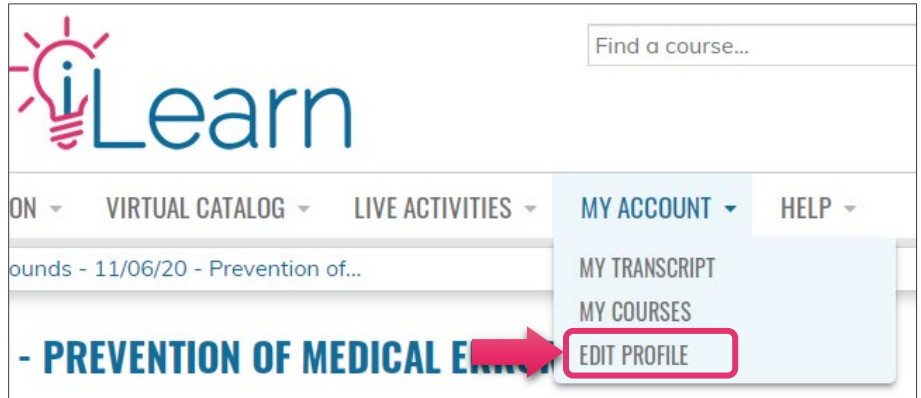 iLearn
Find a course...
ON
VIRTUAL CATALOG
LIVE ACTIVITIES
MY ACCOUNT
HELP
ounds - 11/06/20 - Prevention of...
MY TRANSCRIPT
MY COURSES
EDIT PROFILE
- PREVENTION OF MEDICAL